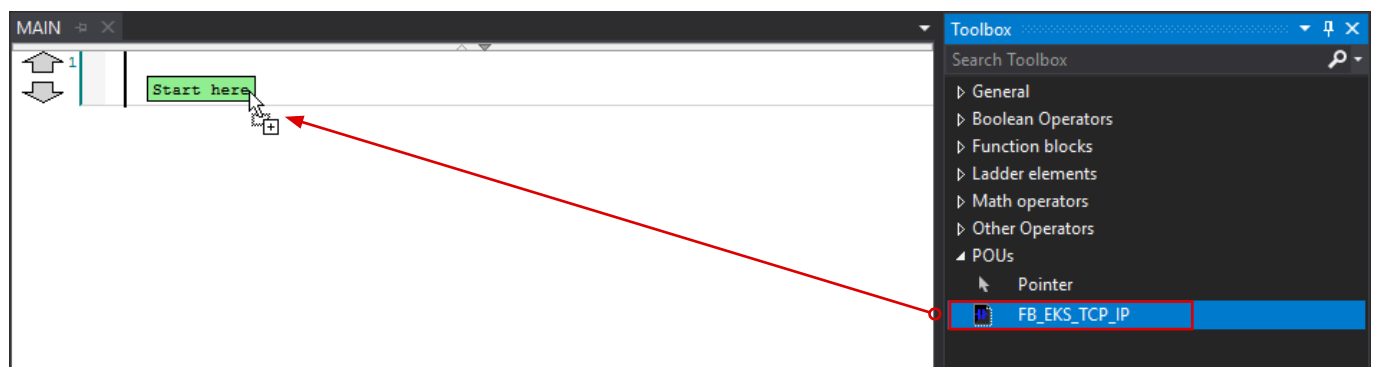 MAIN
1
Start here
Toolbox
Search Toolbox
General
Boolean Operators
Function blocks
Ladder elements
Math operators
Other Operators
POUs
Pointer
FB_EKS_TCP_IP